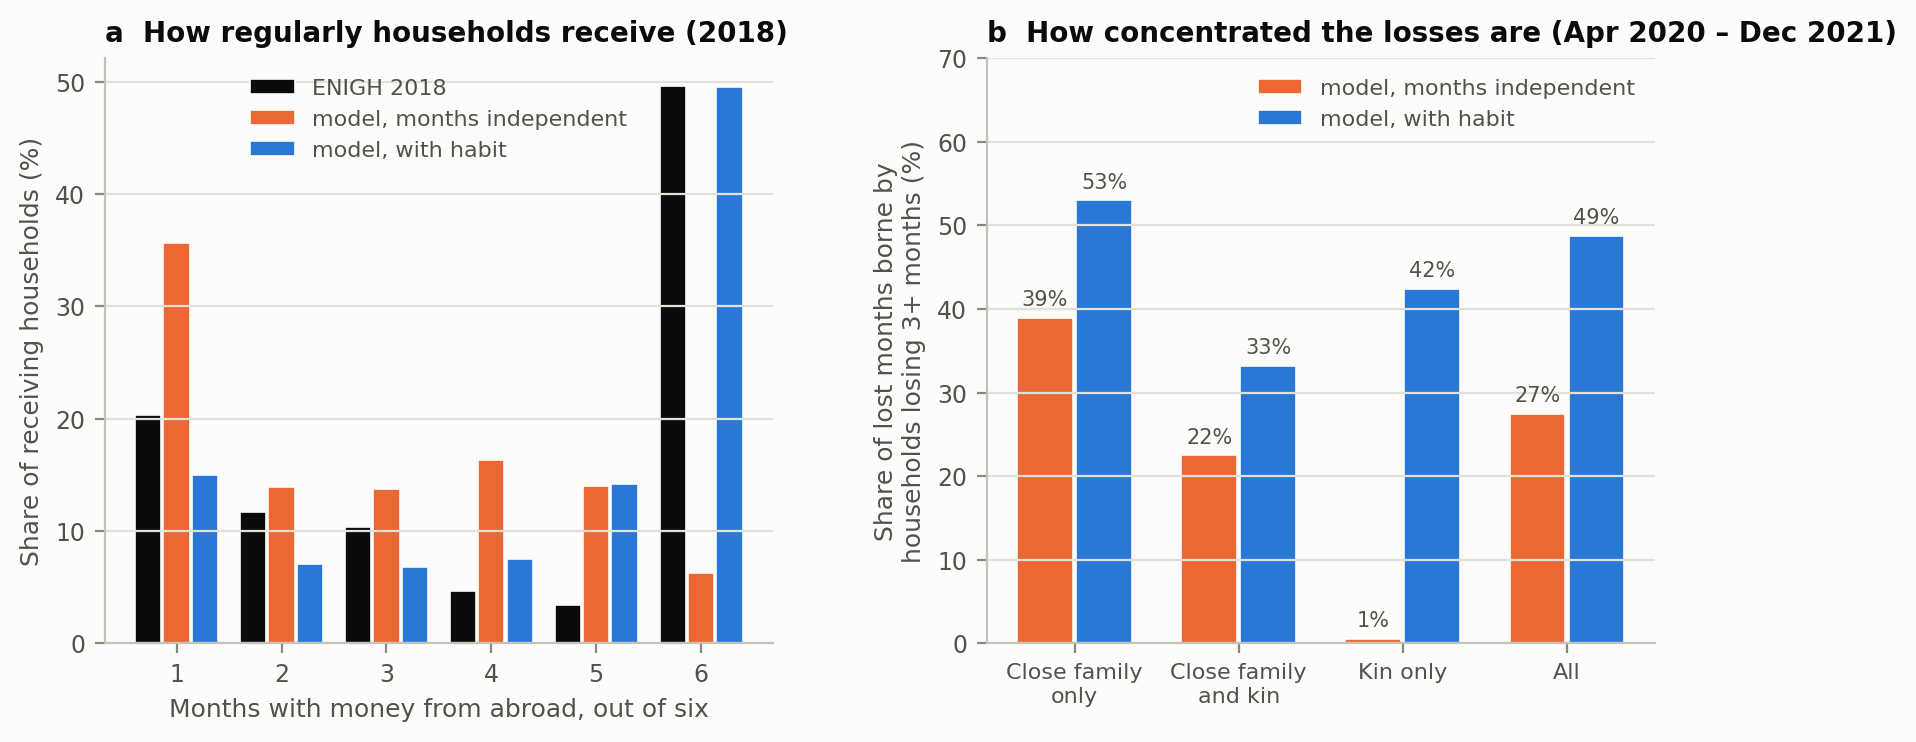 a How regularly households receive (2018)
ENIGH 2018
model, months independent
model, with habit
Share of receiving households (%)
50
40
30
20
10
0
1 2 3 4 5 6
Months with money from abroad, out of six
b How concentrated the losses are (Apr 2020 – Dec 2021)
model, months independent
model, with habit
Share of lost months borne by
households losing 3+ months (%)
70
60
50
40
30
20
10
0
39% 53% 22% 33% 1% 42% 27% 49%
Close family
only
Close family
and kin
Kin only
All